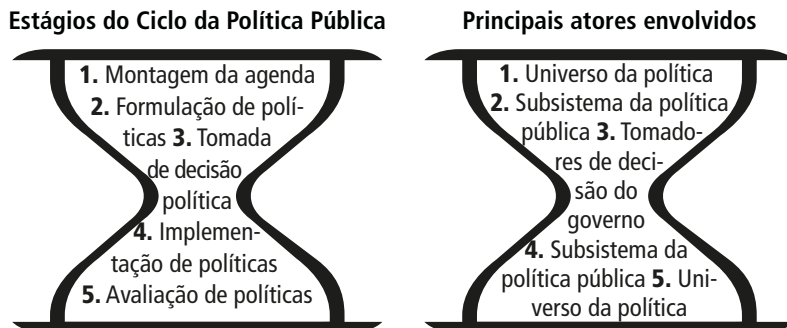 Estágios do Ciclo da Política Pública
1. Montagem da agenda
2. Formulação de polí-
ticas 3. Tomada
de decisão
política
4. Implemen-
tação de políticas
5. Avaliação de políticas
Principais atores envolvidos
1. Universo da política
2. Subsistema da política
pública 3. Tomado-
res de deci-
são do
governo
4. Subsistema da
política pública 5. Uni-
verso da política